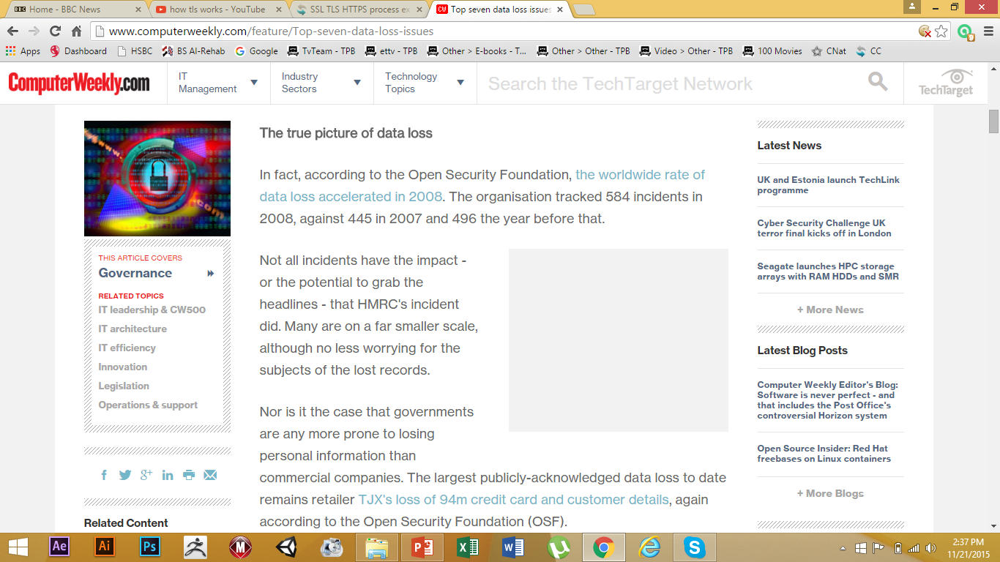 Home - BBC News
how tls works - YouTube
SSL TLS HTTPS process ex
Top seven data loss issues
www.computerweekly.com/feature/Top-seven-data-loss-issues
Apps Dashboard HSBC BS AI-Rehab Google TvTeam - TPB ettv - TPB Other > E-books - T... Other > Other - TPB Video > Other - TPB 100 Movies CNat CC
ComputerWeekly.com
IT
Management
Industry
Sectors
Technology
Topics
Search the TechTarget Network
TechTarget
www.
com
THIS ARTICLE COVERS
Governance
RELATED TOPICS
IT leadership & CW500
IT architecture
IT efficiency
Innovation
Legislation
Operations & support
Related Content
The true picture of data loss
In fact, according to the Open Security Foundation, the worldwide rate of
data loss accelerated in 2008. The organisation tracked 584 incidents in
2008, against 445 in 2007 and 496 the year before that.
Not all incidents have the impact -
or the potential to grab the
headlines - that HMRC's incident
did. Many are on a far smaller scale,
although no less worrying for the
subjects of the lost records.
Nor is it the case that governments
are any more prone to losing
personal information than
commercial companies. The largest publicly-acknowledged data loss to date
remains retailer TJX's loss of 94m credit card and customer details, again
according to the Open Security Foundation (OSF).
Latest News
UK and Estonia launch TechLink
programme
Cyber Security Challenge UK
terror final kicks off in London
Seagate launches HPC storage
arrays with RAM HDDs and SMR
+ More News
Latest Blog Posts
Computer Weekly Editor's Blog:
Software is never perfect - and
that includes the Post Office's
controversial Horizon system
Open Source Insider: Red Hat
freebases on Linux containers
+ More Blogs
2:37 PM
11/21/2015